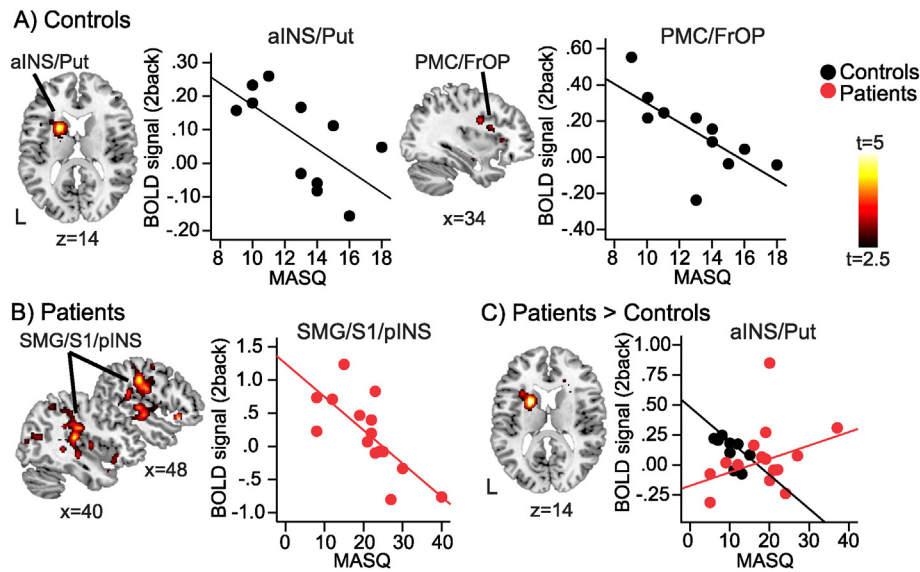 A) Controls
aINS/Put
aINS/Put
L
z=14
BOLD signal (2back)
.30
.20
.10
.00
-.10
-.20
8 10 12 14 16 18
MASQ
PMC/FrOP
PMC/FrOP
x=34
BOLD signal (2back)
.60
.40
.20
.00
-.20
-.40
8 10 12 14 16 18
MASQ
Controls
Patients
t=5
t=2.5
B) Patients
SMG/S1/pINS
x=48
x=40
SMG/S1/pINS
BOLD signal (2back)
1.5
1.0
.5
.0
-.5
-1.0
0 10 20 30 40
MASQ
C) Patients > Controls
aINS/Put
L
z=14
BOLD signal (2back)
1.00
.50
.25
.00
-.25
0 10 20 30 40
MASQ